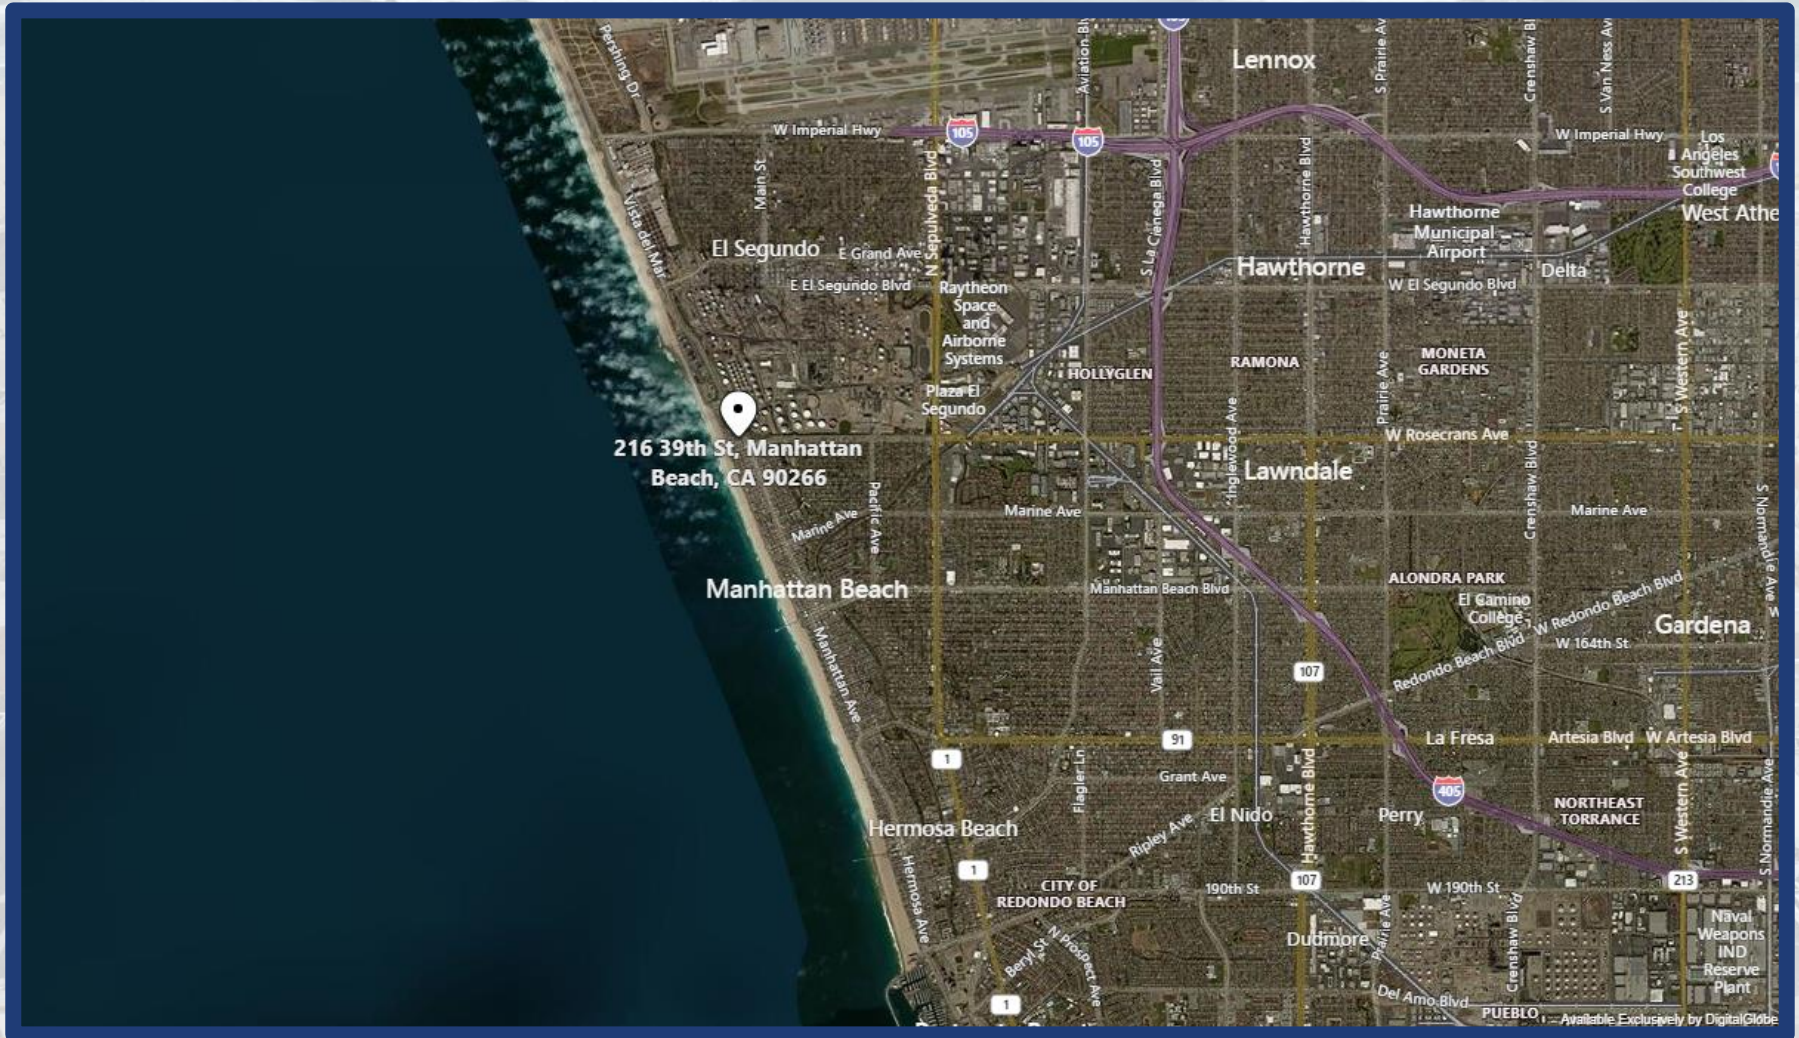 Pershing Dr
Aviation Bl
Lennox
S Prairie Av
Crenshaw Bl
S Van Ness Av
W Imperial Hwy
105
105
W Imperial Hwy
Los
Angeles
Southwest
College
Main St
N Sepulveda Blvd
S La Cienega Blvd
Hawthorne Blvd
Vista del Mar
Hawthorne
Municipal
Airport
West Athe
El Segundo
E Grand Ave
Hawthorne
Delta
E El Segundo Blvd
W El Segundo Blvd
Raytheon
Space
and
Airborne
Systems
HOLLYGLEN
RAMONA
MONETA
GARDENS
S Western Ave
Prairie Ave
Plaza El
Segundo
216 39th St, Manhattan
Beach, CA 90266
Inglewood Ave
W Rosecrans Ave
Lawndale
Crenshaw Blvd
Pacific Ave
Marine Ave
Marine Ave
Marine Ave
S Normandie Ave
W
Manhattan Beach
Manhattan Beach Blvd
ALONDRA PARK
El Camino
College
W Redondo Beach Blvd
Gardena
W 164th St
Redondo Beach Blvd
Manhattan Ave
Vail Ave
107
91
La Fresa
Artesia Blvd
W Artesia Blvd
1
Grant Ave
Flagler Ln
Hawthorne Blvd
405
S Western Ave
S Normandie Ave
NORTHEAST
TORRANCE
El Nido
Perry
Hermosa Beach
Ripley Ave
1
Hermosa Ave
CITY OF
REDONDO BEACH
190th St
107
W 190th St
213
Prairie Ave
Crenshaw Blvd
Naval
Weapons
IND
Reserve
Plant
Dudmore
Beryl St
N Prospect Ave
1
Del Amo Blvd
PUEBLO
Available Exclusively by DigitalGlobe